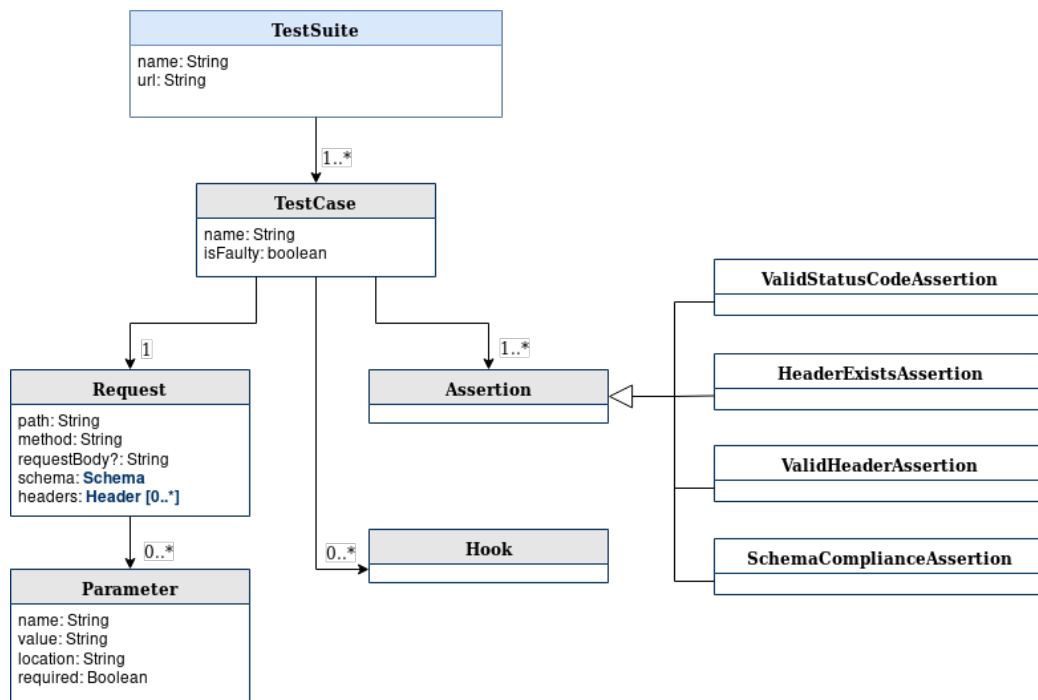 TestSuite
name: String
url: String
1..*
TestCase
name: String
isFaulty: boolean
1
Request
path: String
method: String
requestBody?: String
schema: Schema
headers: Header [0..*]
0..*
Parameter
name: String
value: String
location: String
required: Boolean
1..*
Assertion
0..*
Hook
ValidStatusCodeAssertion
HeaderExistsAssertion
ValidHeaderAssertion
SchemaComplianceAssertion